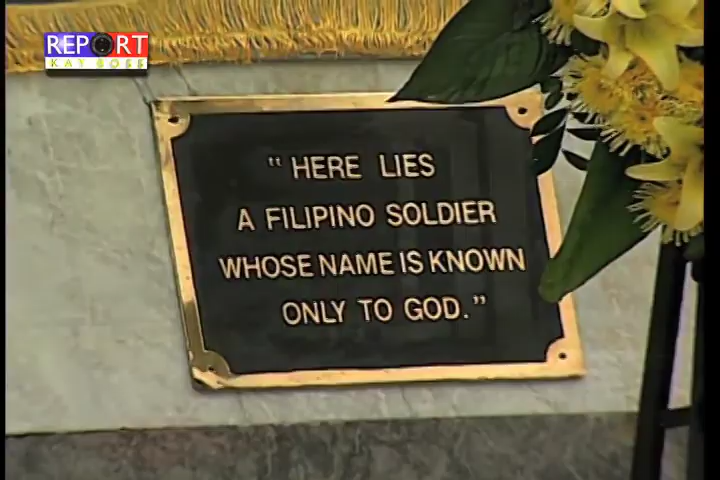 REPORT
KAY BOSS
"HERE LIES
A FILIPINO SOLDIER
WHOSE NAME IS KNOWN
ONLY TO GOD."